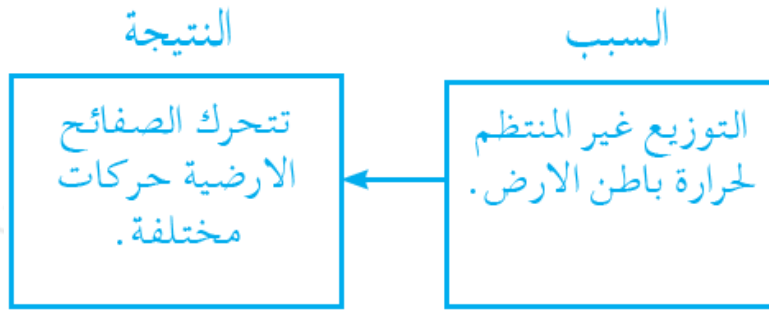 السبب
التوزيع غير المنتظم
لحرارة باطن الارض.
النتيجة
تتحرك الصفائح
الارضية حركات
مختلفة.